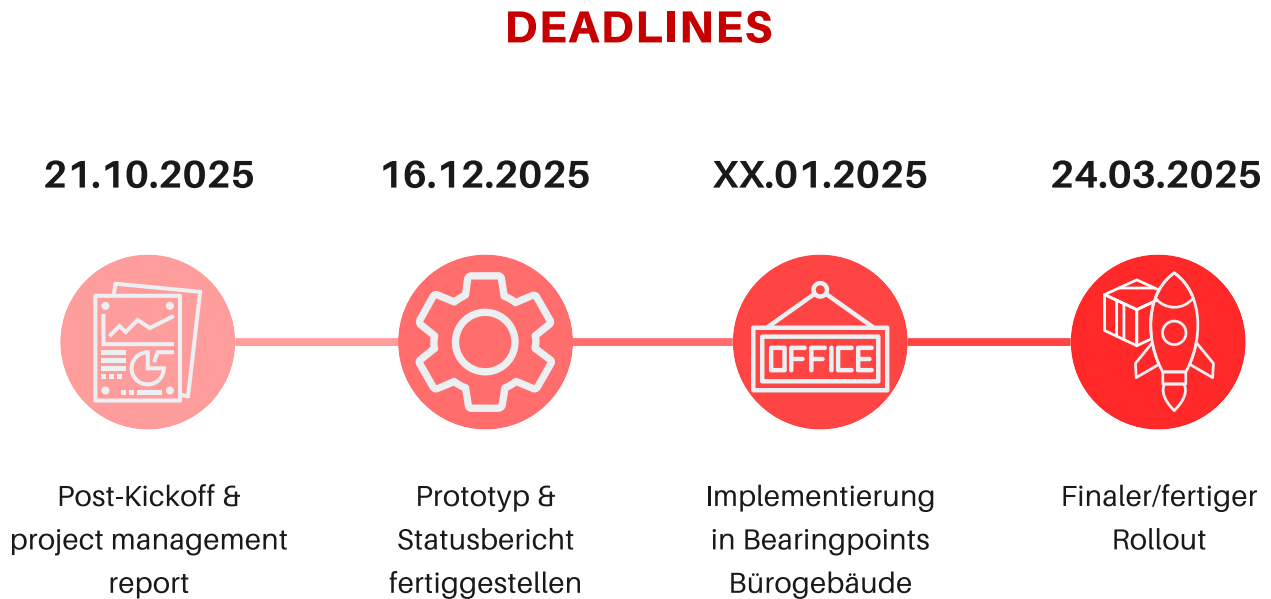 DEADLINES
21.10.2025
16.12.2025
XX.01.2025
24.03.2025
OFFICE
Post-Kickoff &
project management
report
Prototyp &
Statusbericht
fertiggestellen
Implementierung
in Bearingpoints
Bürogebäude
Finaler/fertiger
Rollout